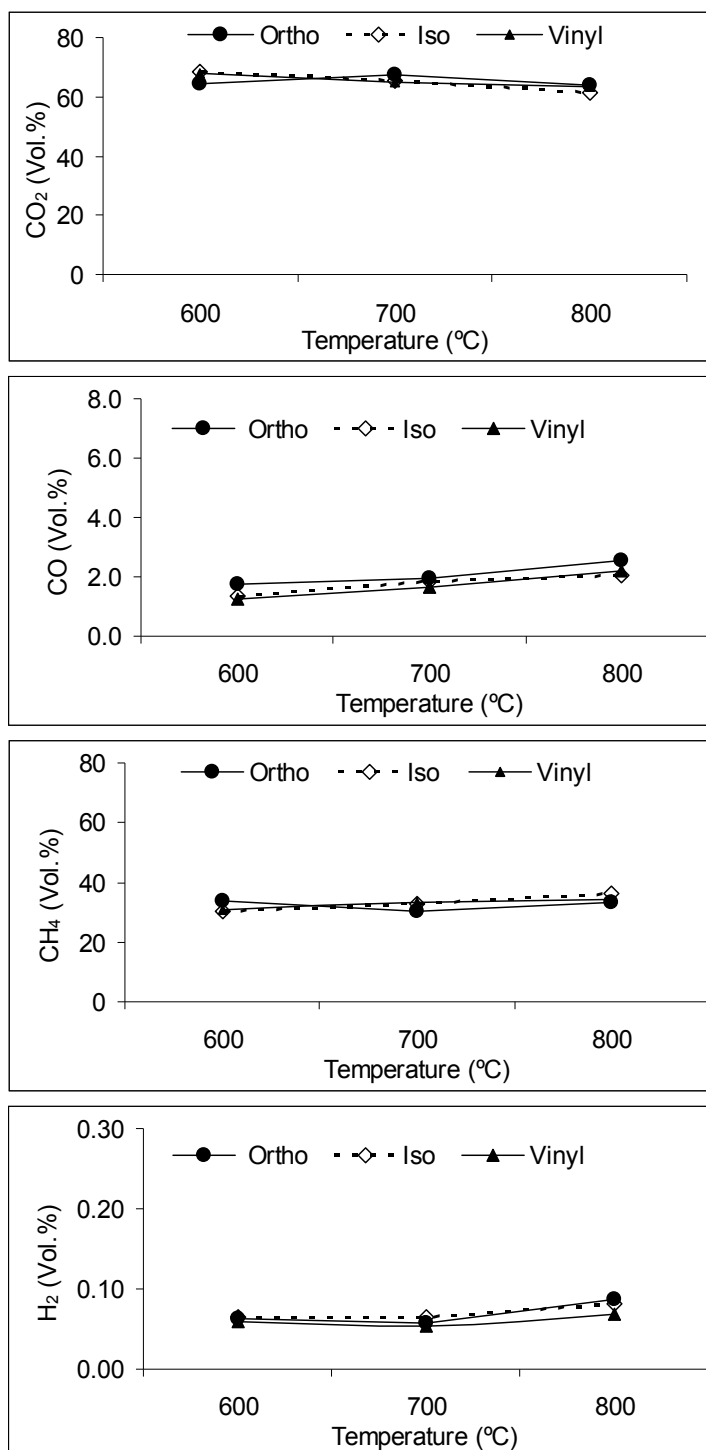 80
Ortho
Iso
Vinyl
60
40
20
0
CO₂ (Vol.%)
600
700
800
Temperature (ºC)
8.0
Ortho
Iso
Vinyl
6.0
4.0
2.0
0.0
CO (Vol.%)
600
700
800
Temperature (ºC)
80
Ortho
Iso
Vinyl
60
40
20
0
CH₄ (Vol.%)
600
700
800
Temperature (ºC)
0.30
Ortho
Iso
Vinyl
0.20
0.10
0.00
H₂ (Vol.%)
600
700
800
Temperature (ºC)